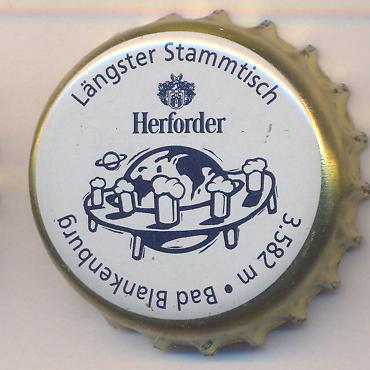 Längster Stammtisch
Herforder
3.582 m • Bad Blankenburg